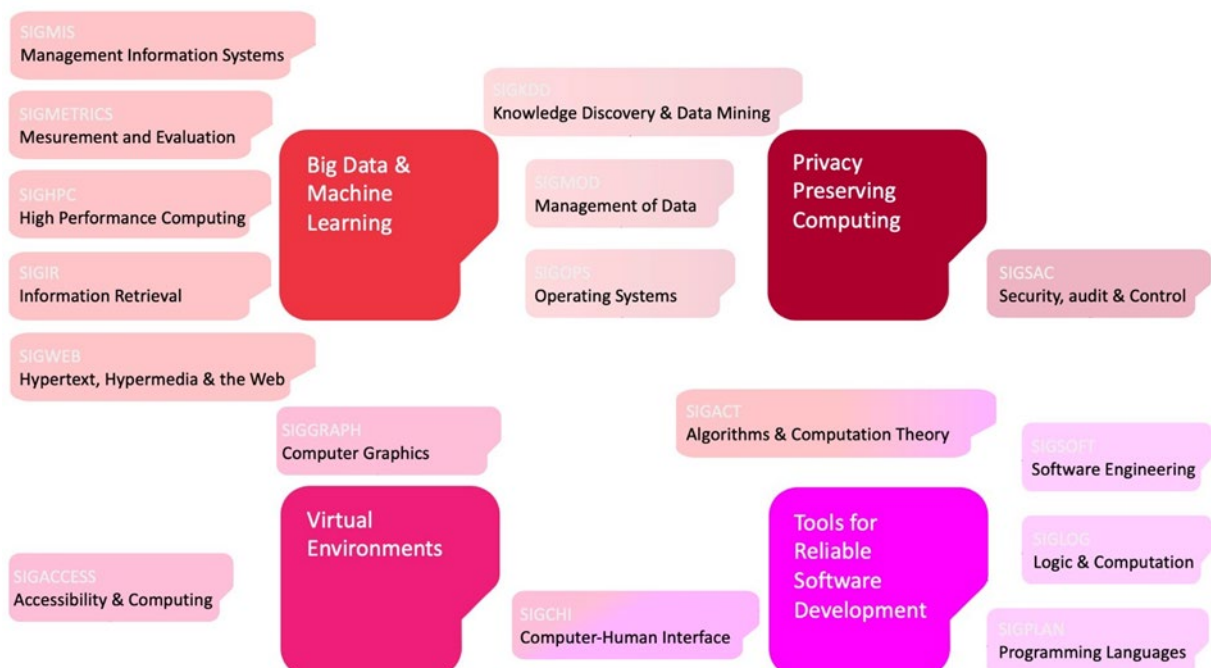 SIGMIS
Management Information Systems
SIGMETRICS
Mesurement and Evaluation
SIGHPC
High Performance Computing
SIGIR
Information Retrieval
SIGWEB
Hypertext, Hypermedia & the Web
Big Data &
Machine
Learning
SIGKDD
Knowledge Discovery & Data Mining
SIGMOD
Management of Data
SIGOPS
Operating Systems
Privacy
Preserving
Computing
SIGSAC
Security, audit & Control
SIGGRAPH
Computer Graphics
Virtual
Environments
SIGACCESS
Accessibility & Computing
SIGCHI
Computer-Human Interface
SIGACT
Algorithms & Computation Theory
Tools for
Reliable
Software
Development
SIGSOFT
Software Engineering
SIGLOG
Logic & Computation
SIGPLAN
Programming Languages